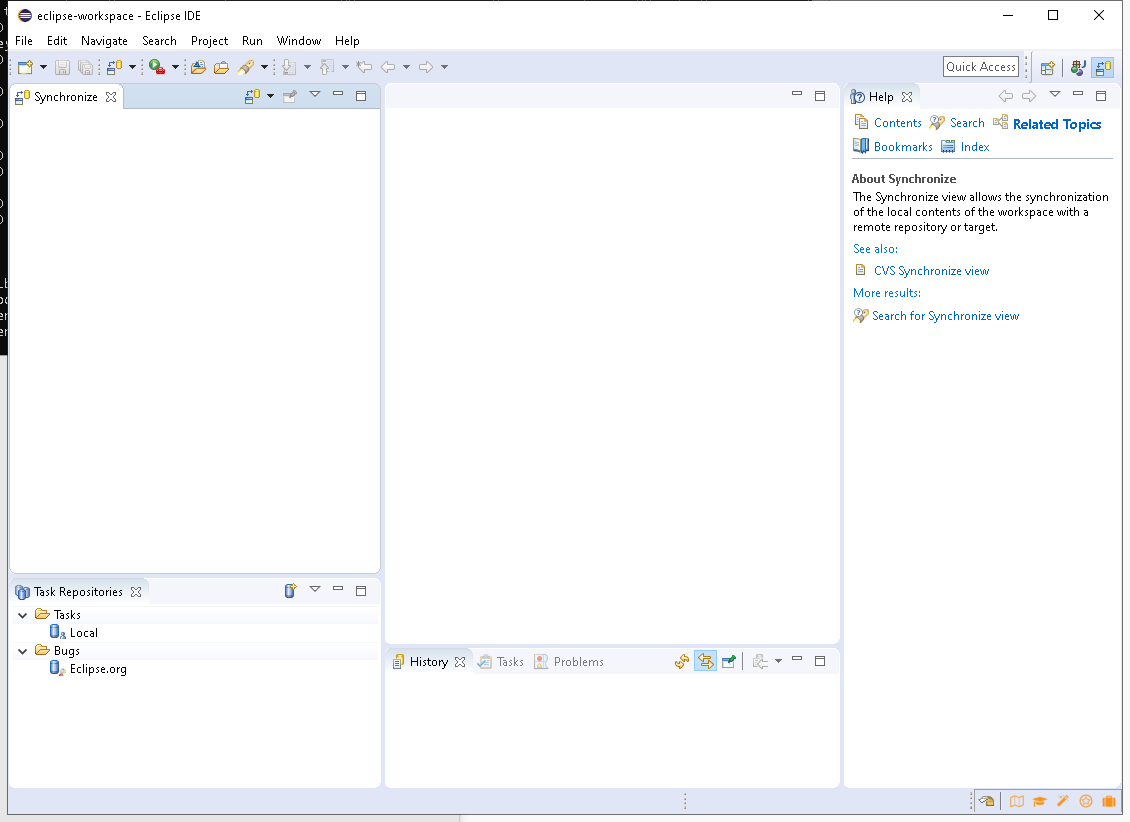 eclipse-workspace - Eclipse IDE
File Edit Navigate Search Project Run Window Help
Quick Access
Synchronize
Help
Contents Search Related Topics
Bookmarks Index
About Synchronize
The Synchronize view allows the synchronization
of the local contents of the workspace with a
remote repository or target.
See also:
CVS Synchronize view
More results:
Search for Synchronize view
Task Repositories
Tasks
Local
Bugs
Eclipse.org
History Tasks Problems